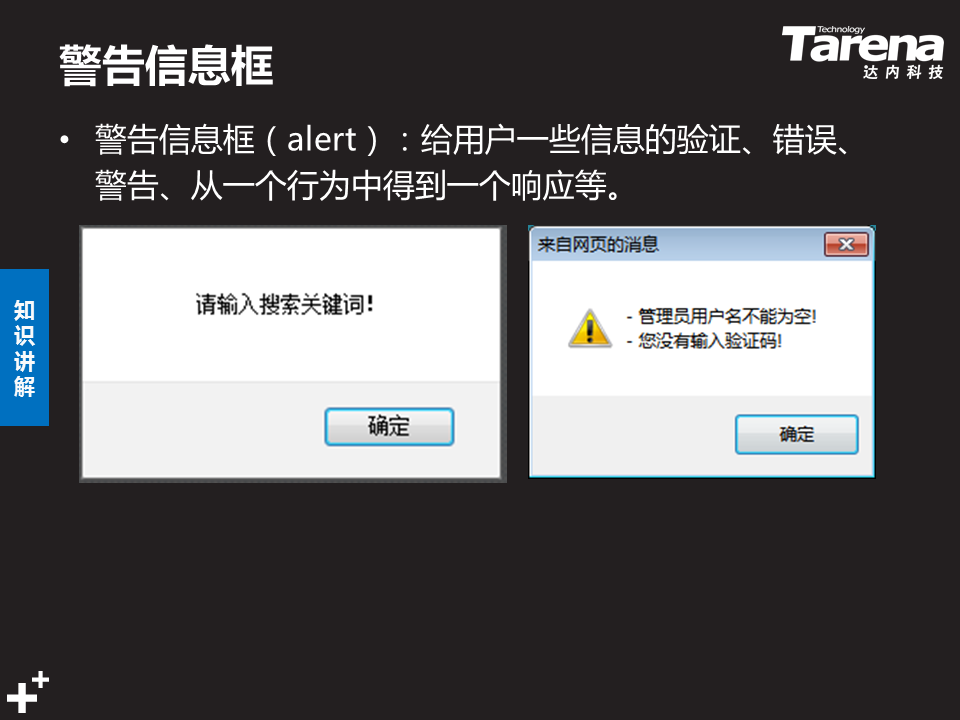 警告信息框
Technology
Tarena
达内科技
• 警告信息框（alert）：给用户一些信息的验证、错误、
警告、从一个行为中得到一个响应等。
知识讲解
请输入搜索关键词!
确定
来自网页的消息
- 管理员用户名不能为空!
- 您没有输入验证码!
确定